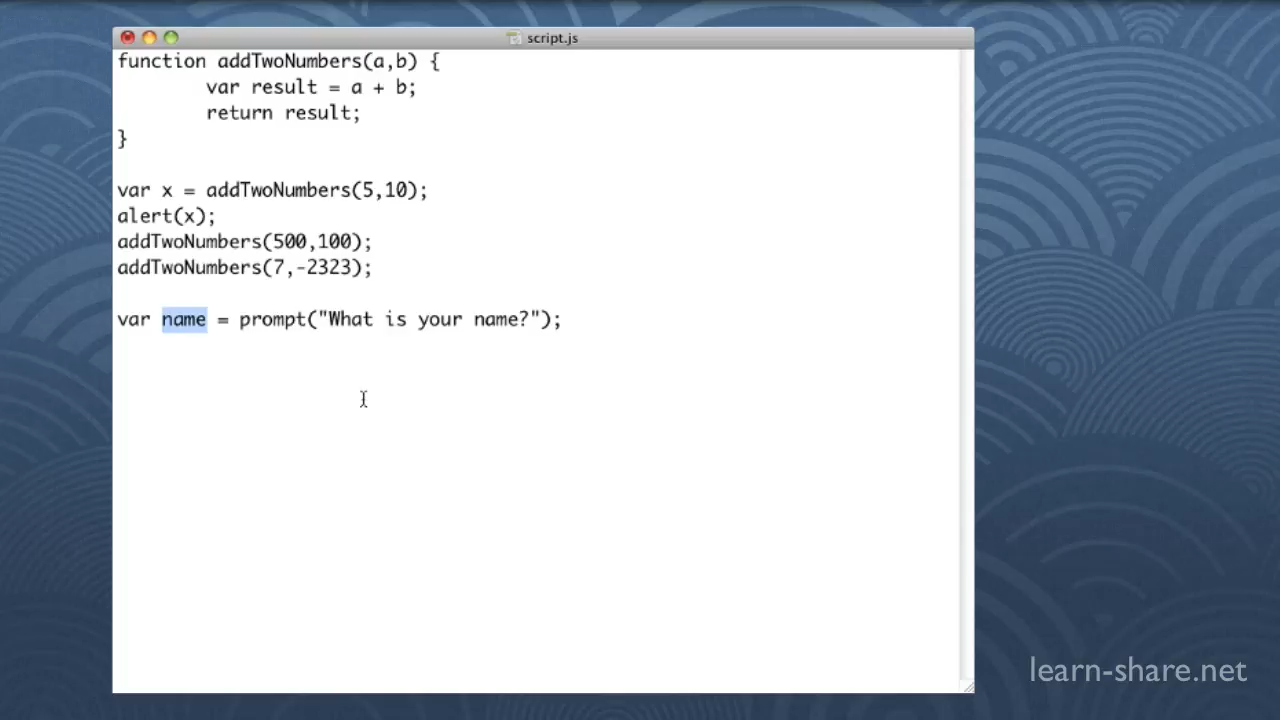 script.js
function addTwoNumbers(a,b) {
        var result = a + b;
        return result;
}
var x = addTwoNumbers(5,10);
alert(x);
addTwoNumbers(500,100);
addTwoNumbers(7,-2323);
var name = prompt("What is your name?");
learn-share.net